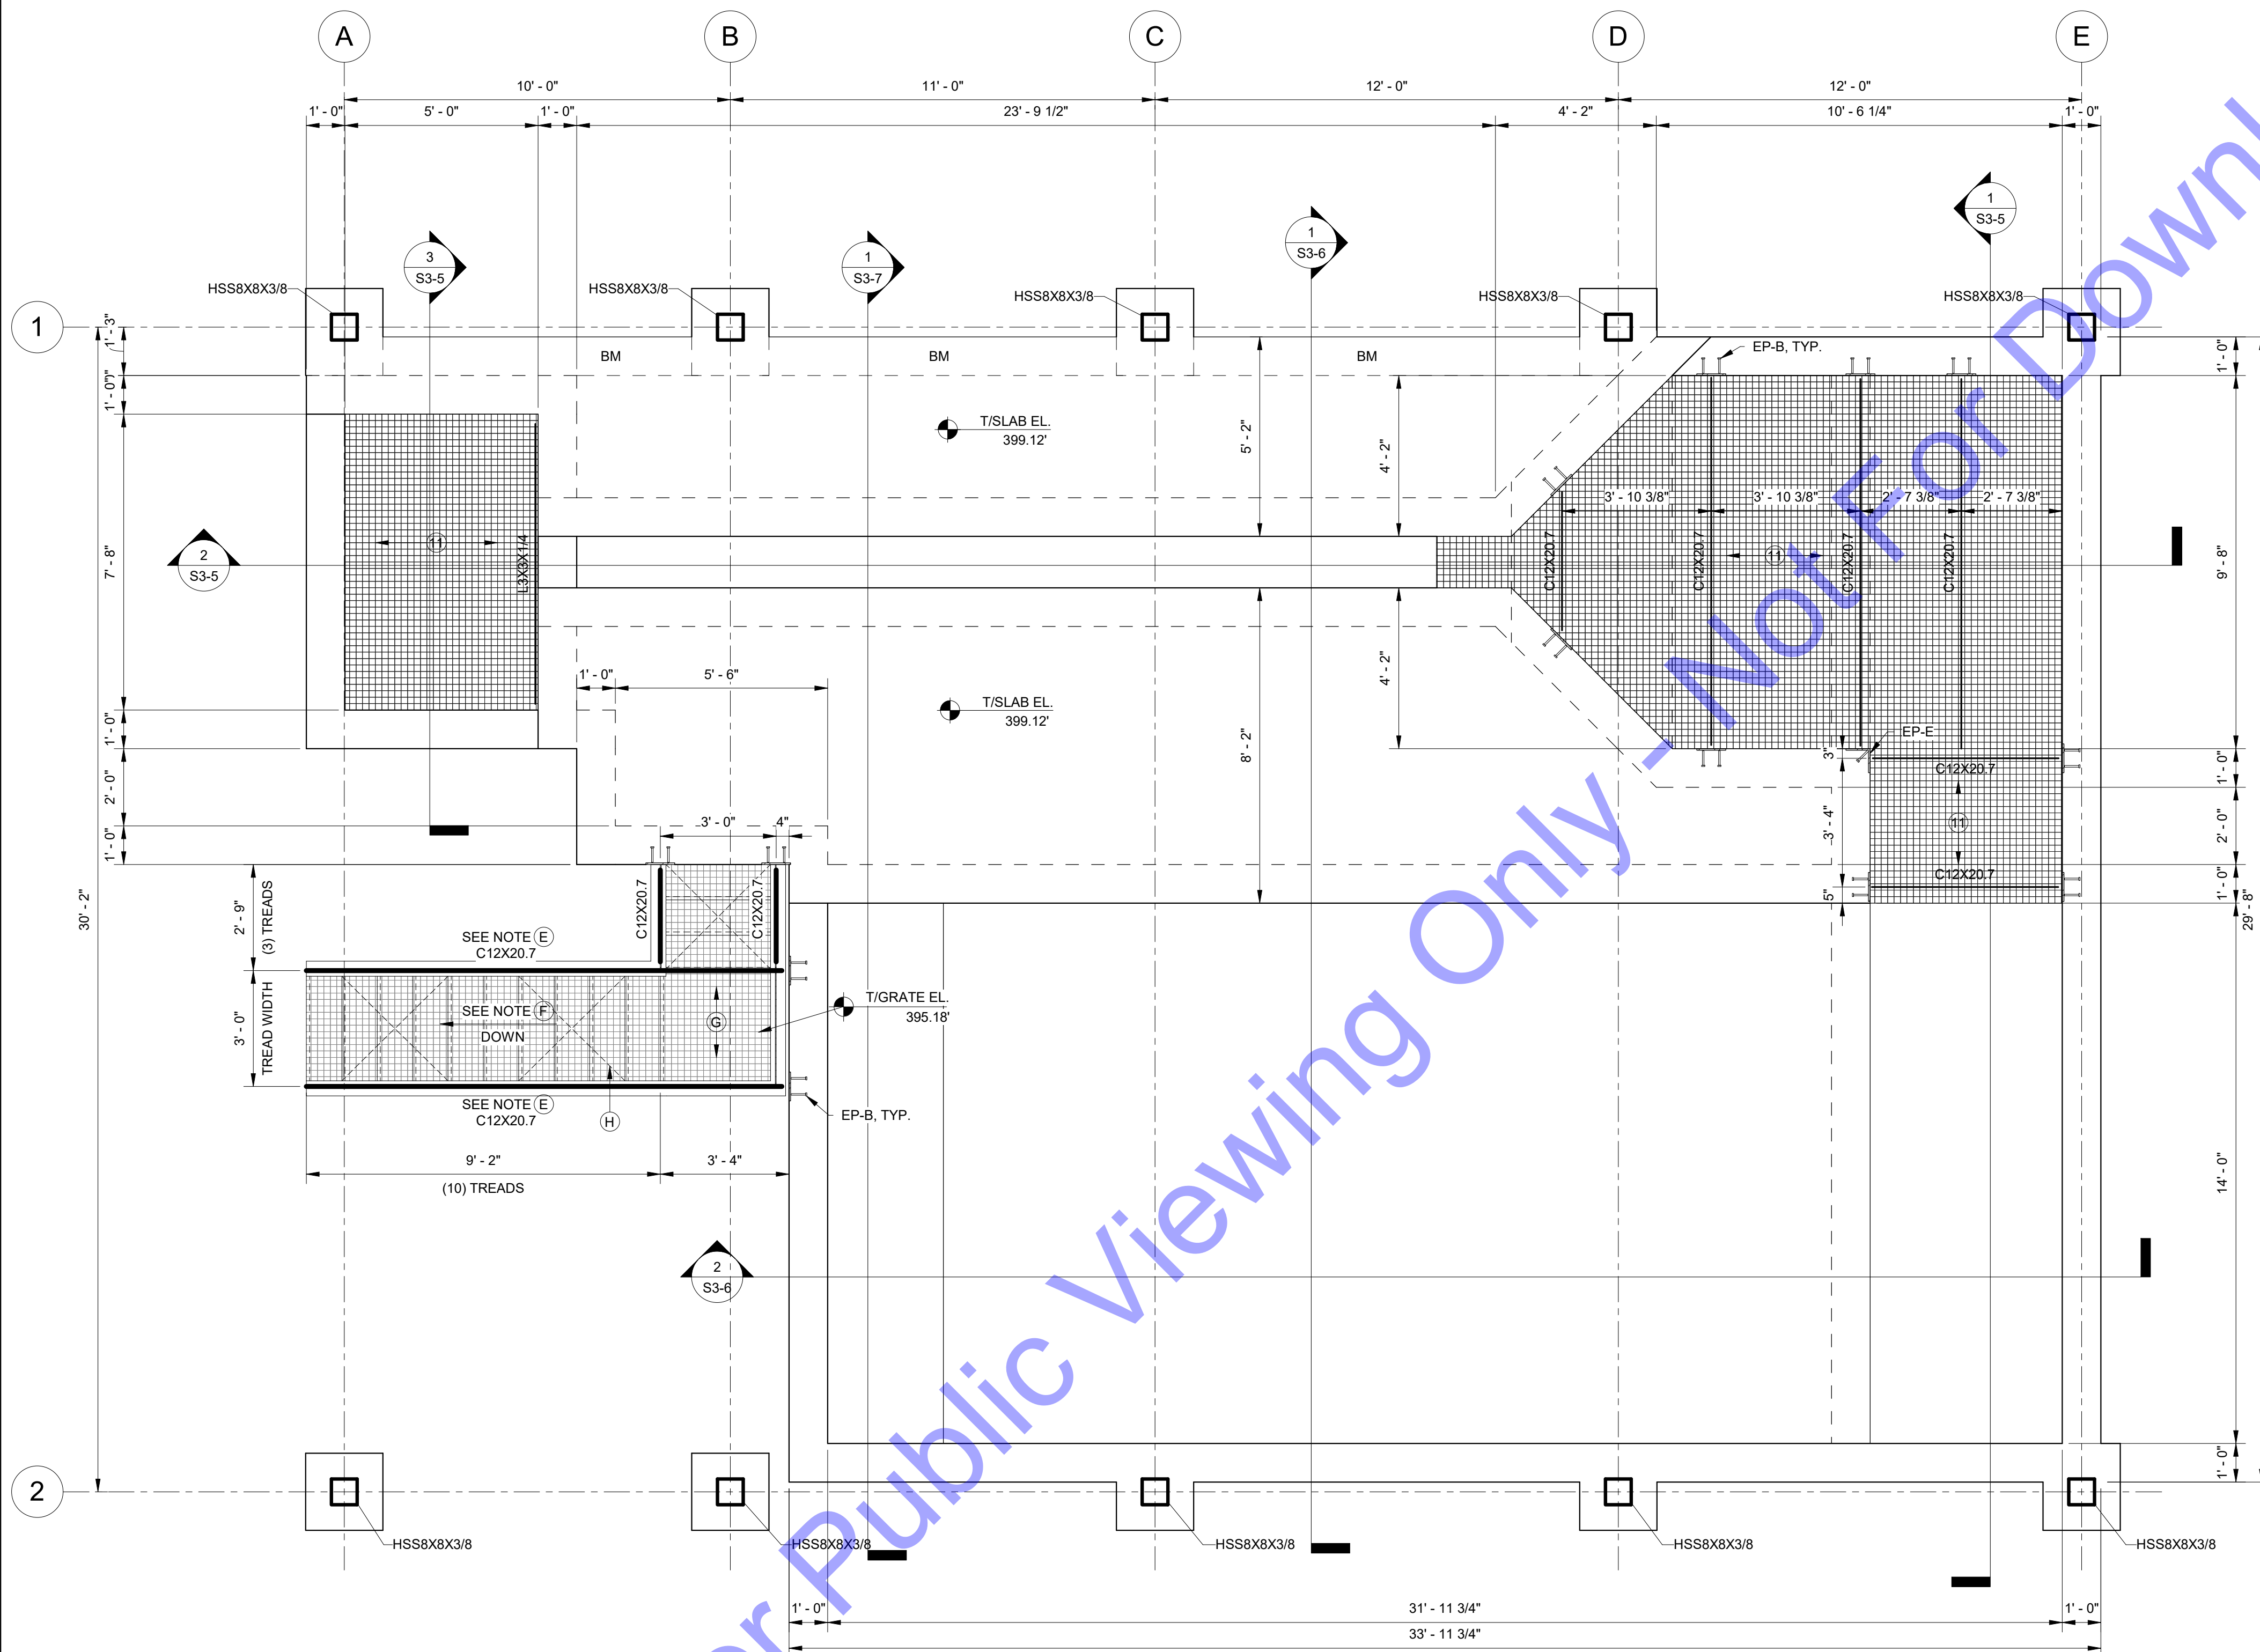 A
B
C
D
E
10' - 0"
11' - 0"
12' - 0"
12' - 0"
1' - 0"
5' - 0"
1' - 0"
23' - 9 1/2"
4' - 2"
10' - 6 1/4"
1' - 0"
3
S3-5
1
S3-7
1
S3-6
1
S3-5
HSS8X8X3/8
HSS8X8X3/8
HSS8X8X3/8
HSS8X8X3/8
HSS8X8X3/8
1
1' - 3"
BM
BM
BM
EP-B, TYP.
1' - 0"
1' - 0"
T/SLAB EL.
399.12'
5' - 2"
4' - 2"
3' - 10 3/8"
3' - 10 3/8"
2' - 7 3/8"
2' - 7 3/8"
7' - 8"
2
S3-5
11
L3X3X1/4
C12X20.7
C12X20.7
11
C12X20.7
C12X20.7
9' - 8"
1' - 0"
5' - 6"
4' - 2"
T/SLAB EL.
399.12'
8' - 2"
1' - 0"
2' - 0"
1' - 0"
EP-E
3"
C12X20.7
1' - 0"
3' - 4"
11
2' - 0"
3' - 0"
4"
C12X20.7
5"
1' - 0"
29' - 8"
30' - 2"
2' - 9"
(3) TREADS
C12X20.7
C12X20.7
SEE NOTE E
C12X20.7
3' - 0"
TREAD WIDTH
SEE NOTE F
DOWN
G
T/GRATE EL.
395.18'
SEE NOTE E
C12X20.7
H
EP-B, TYP.
9' - 2"
3' - 4"
(10) TREADS
14' - 0"
2
S3-6
1' - 0"
2
HSS8X8X3/8
HSS8X8X3/8
HSS8X8X3/8
HSS8X8X3/8
HSS8X8X3/8
1' - 0"
31' - 11 3/4"
1' - 0"
33' - 11 3/4"
Public Viewing Only - Not For